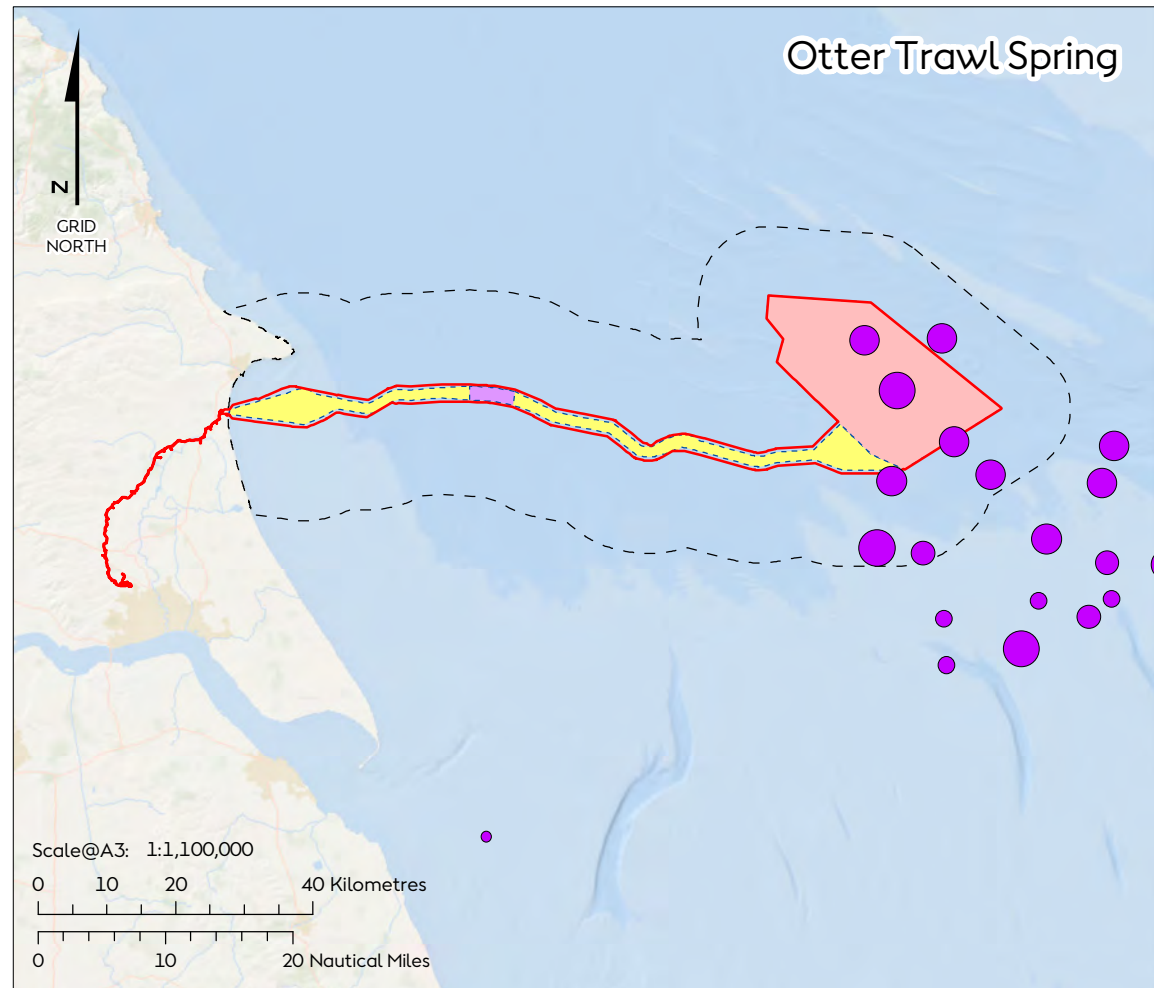 Otter Trawl Spring
N
GRID
NORTH
Scale@A3: 1:1,100,000
0 10 20 40 Kilometres
0 10 20 Nautical Miles